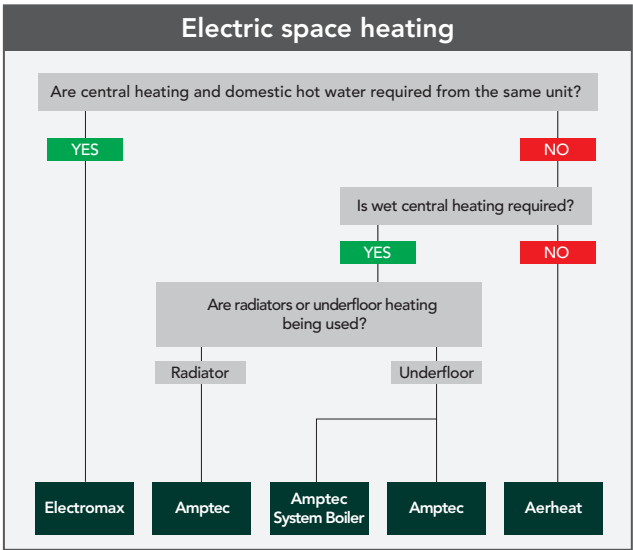 Electric space heating
Are central heating and domestic hot water required from the same unit?
YES
NO
Is wet central heating required?
YES
NO
Are radiators or underfloor heating
being used?
Radiator
Underfloor
Electromax
Amptec
Amptec
System Boiler
Amptec
Aerheat